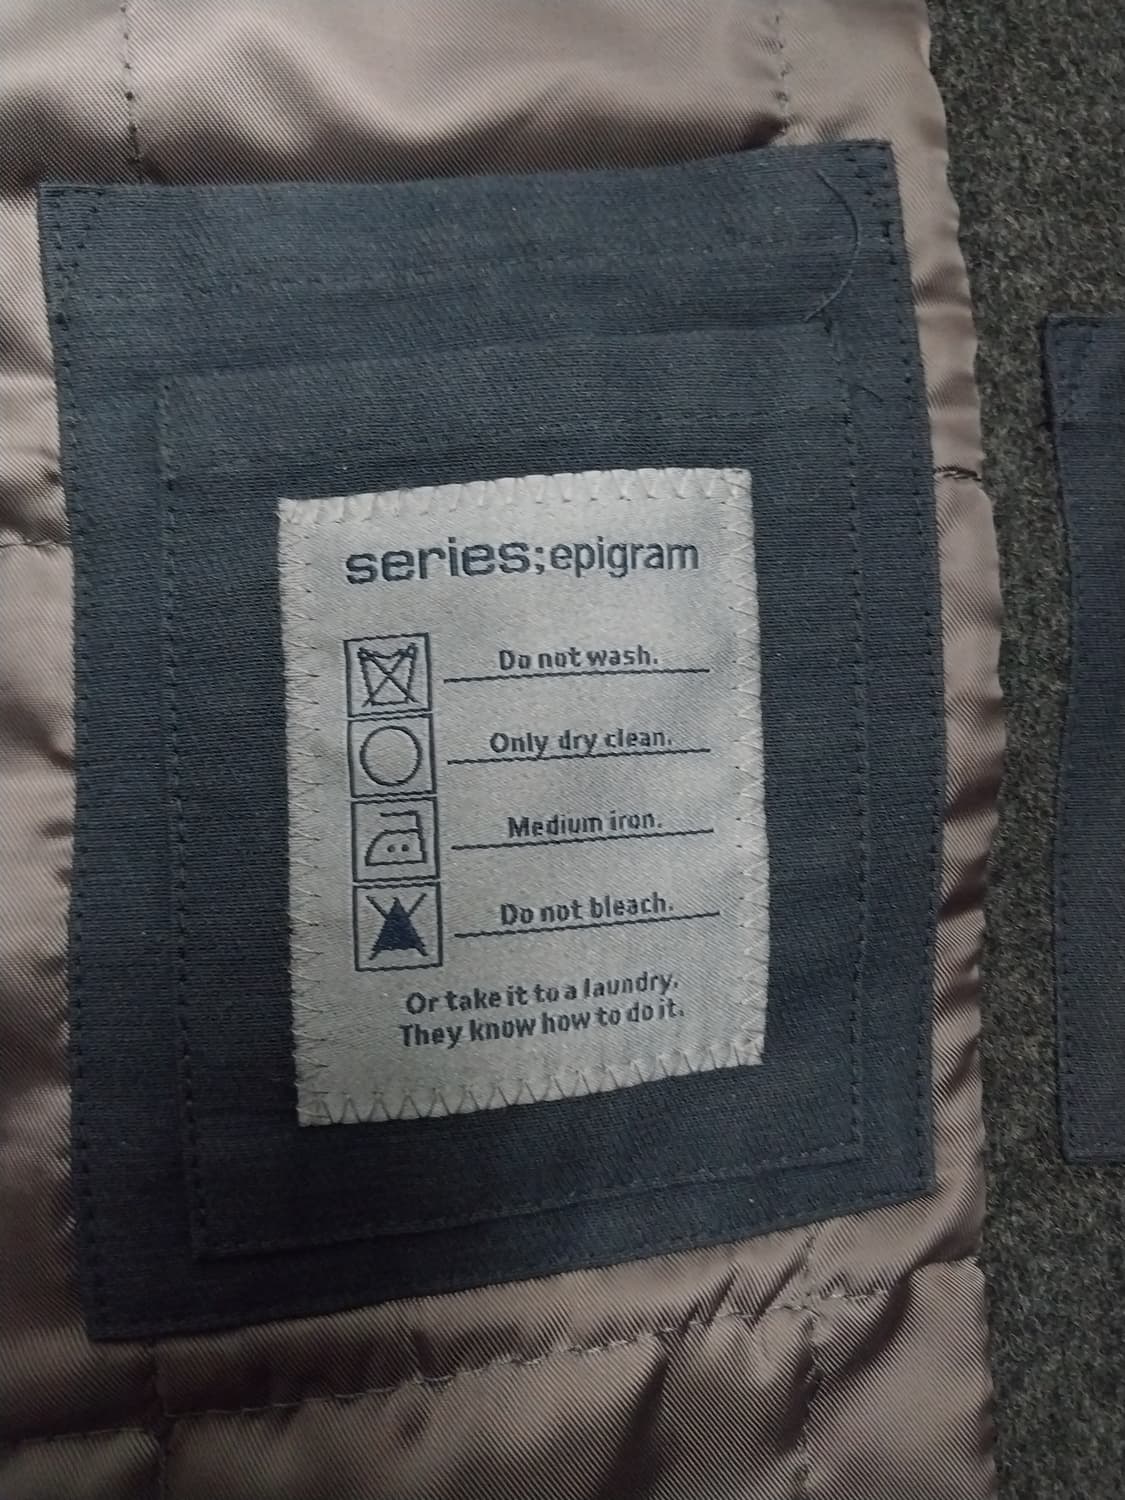 series;epigram
Do not wash.
Only dry clean.
Medium iron.
Do not bleach.
Or take it to a laundry.
They know how to do it.